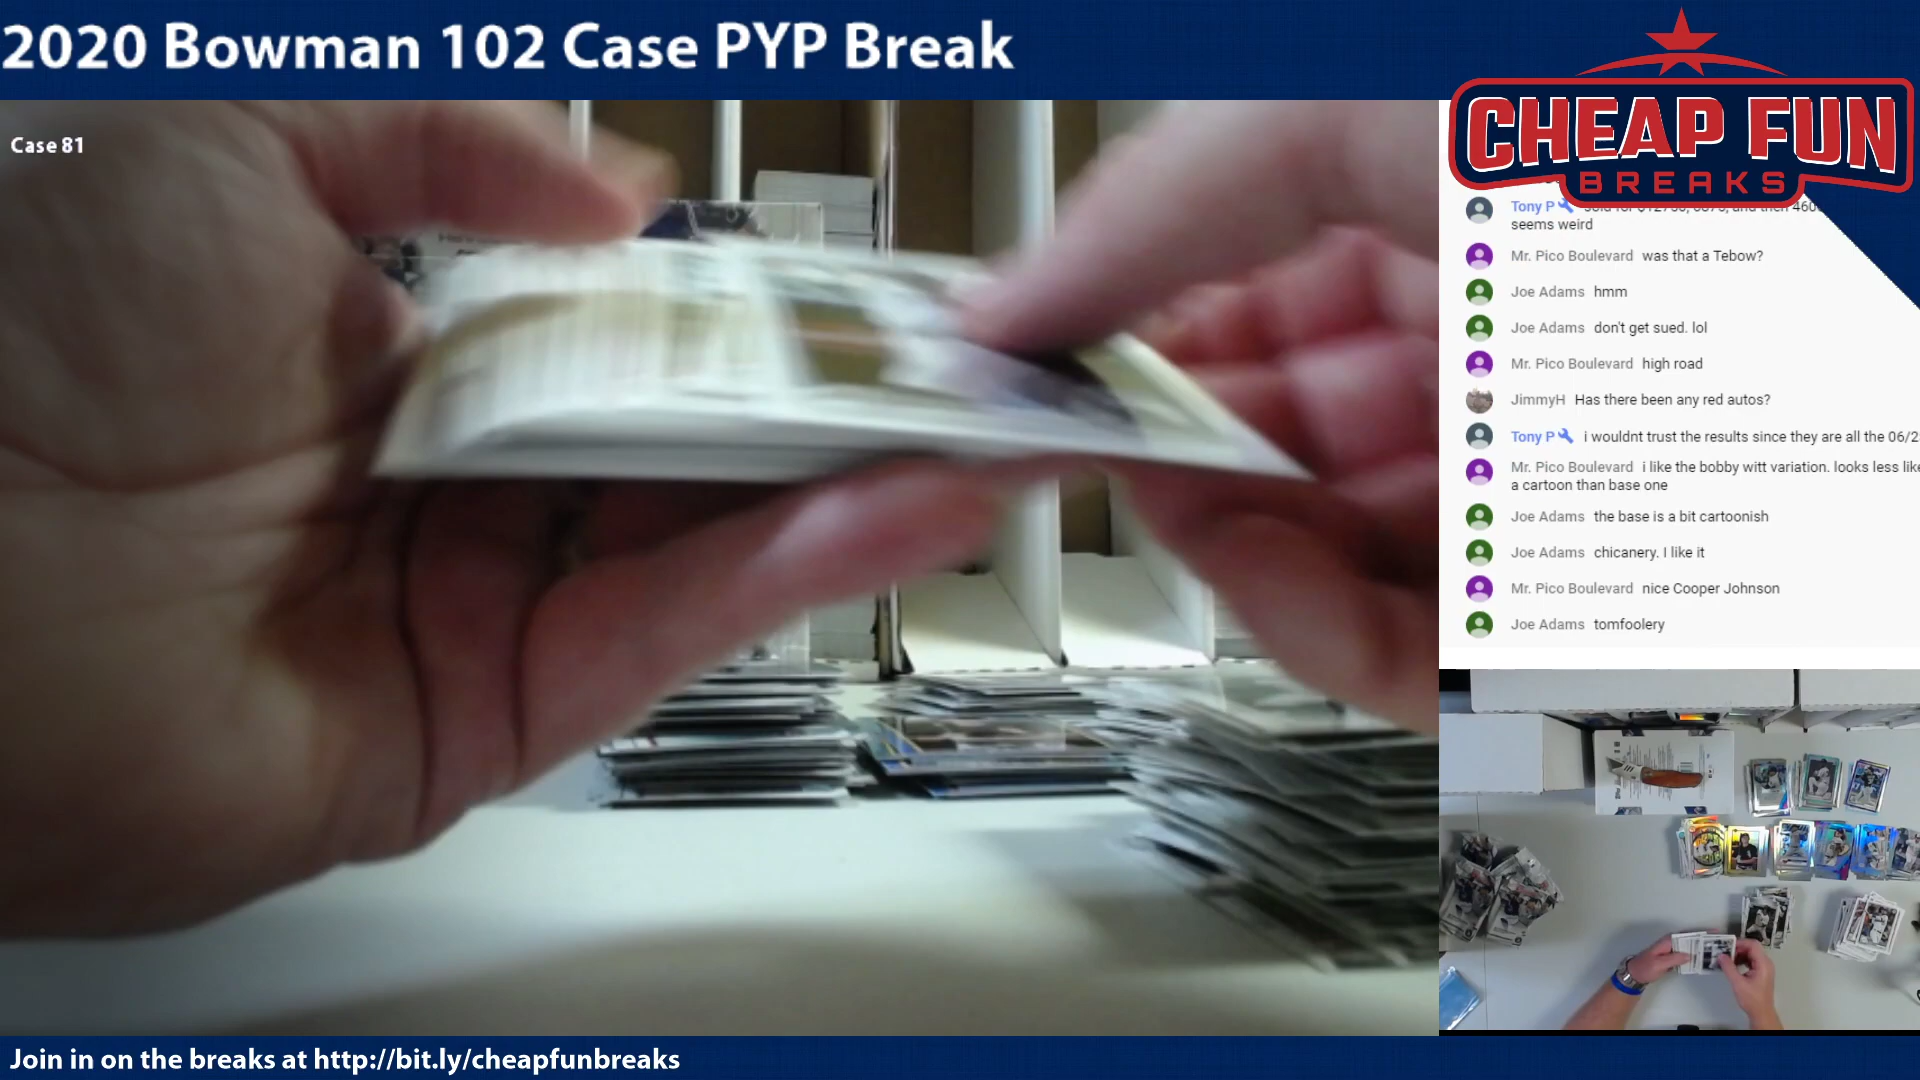 2020 Bowman 102 Case PYP Break
Case 81
CHEAP FUN
BREAKS
Tony P
seems weird
Mr. Pico Boulevard was that a Tebow?
Joe Adams hmm
Joe Adams don't get sued. lol
Mr. Pico Boulevard high road
JimmyH Has there been any red autos?
Tony P i wouldnt trust the results since they are all the 06/2
Mr. Pico Boulevard i like the bobby witt variation. looks less like
a cartoon than base one
Joe Adams the base is a bit cartoonish
Joe Adams chicanery. I like it
Mr. Pico Boulevard nice Cooper Johnson
Joe Adams tomfoolery
Join in on the breaks at http://bit.ly/cheapfunbreaks